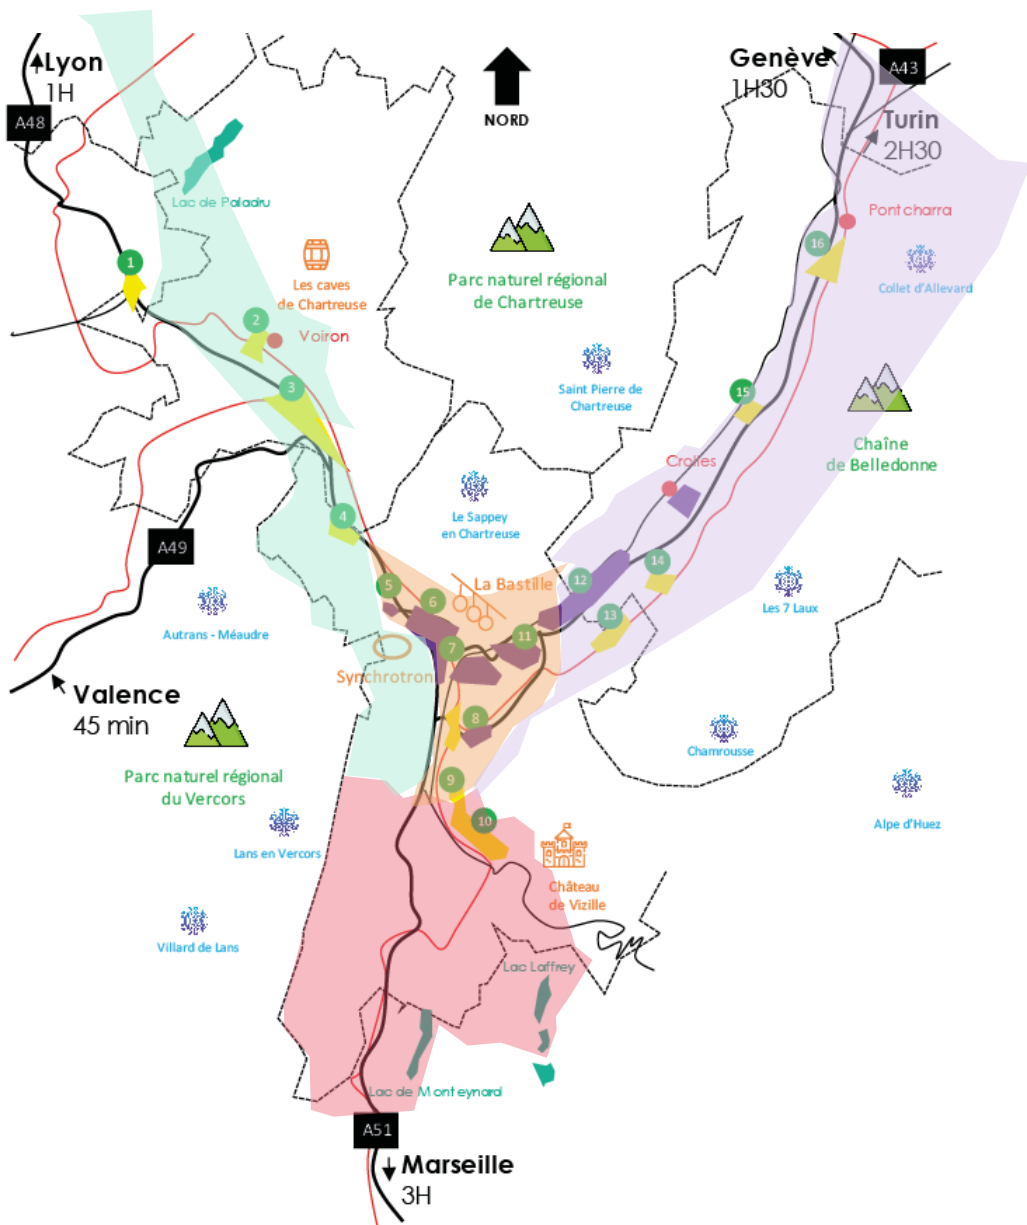 Lyon
1H
A48
NORD
Genève
1H30
A43
Turin
2H30
Lac de Paladru
Pontcharra
16
1
Les caves
de Chartreuse
Parc naturel régional
de Chartreuse
Collet d'Allevard
2
Voiron
3
Saint Pierre de
Chartreuse
15
Chaîne
de Belledonne
Crolles
4
Le Sappey
en Chartreuse
A49
5
6
La Bastille
12
14
Autrans - Méaudre
Les 7 Laux
13
7
11
Synchrotron
Valence
45 min
8
Chamrousse
Parc naturel régional
du Vercors
9
10
Alpe d'Huez
Lans en Vercors
Château
de Vizille
Villard de Lans
Lac Laffrey
Lac de Monteynard
A51
Marseille
3H